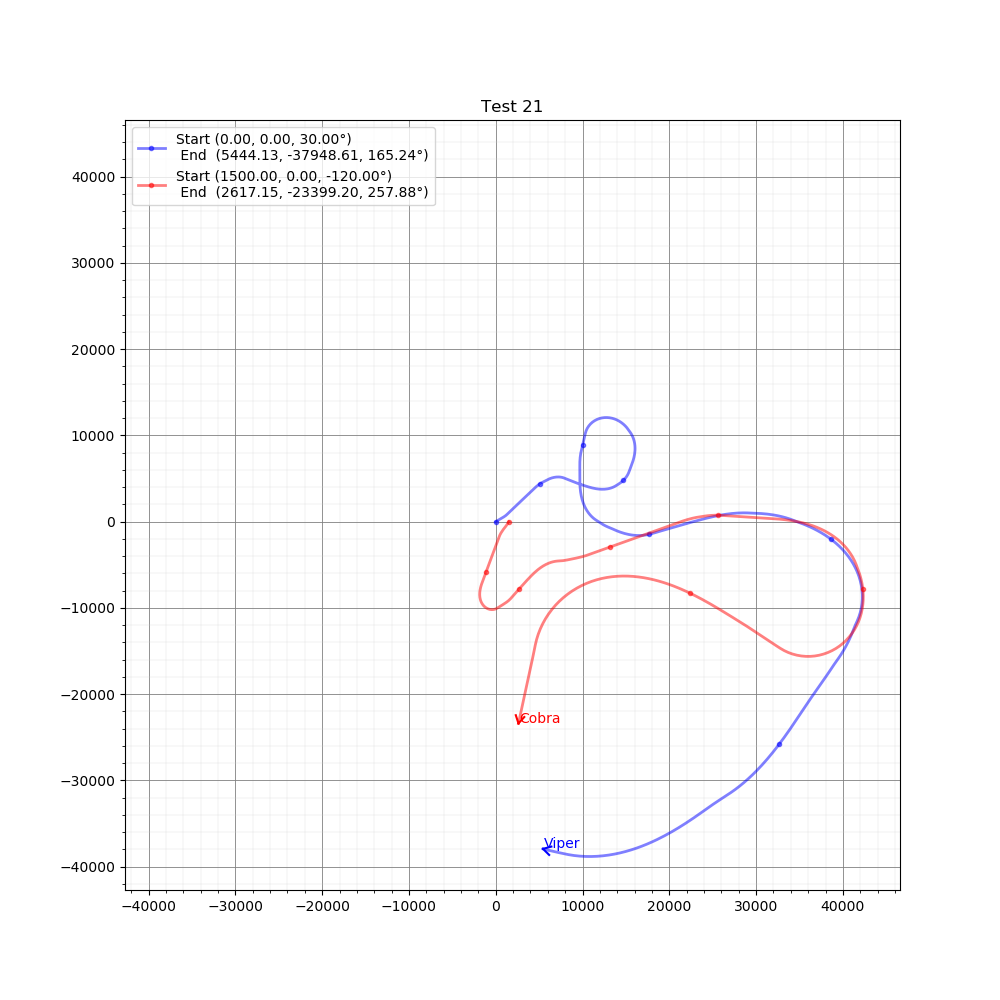 Test 21
Start (0.00, 0.00, 30.00°)
End (5444.13, -37948.61, 165.24°)
Start (1500.00, 0.00, -120.00°)
End (2617.15, -23399.20, 257.88°)
40000
30000
20000
10000
0
−10000
−20000
−30000
−40000
Cobra
Viper
−40000 −30000 −20000 −10000 0 10000 20000 30000 40000